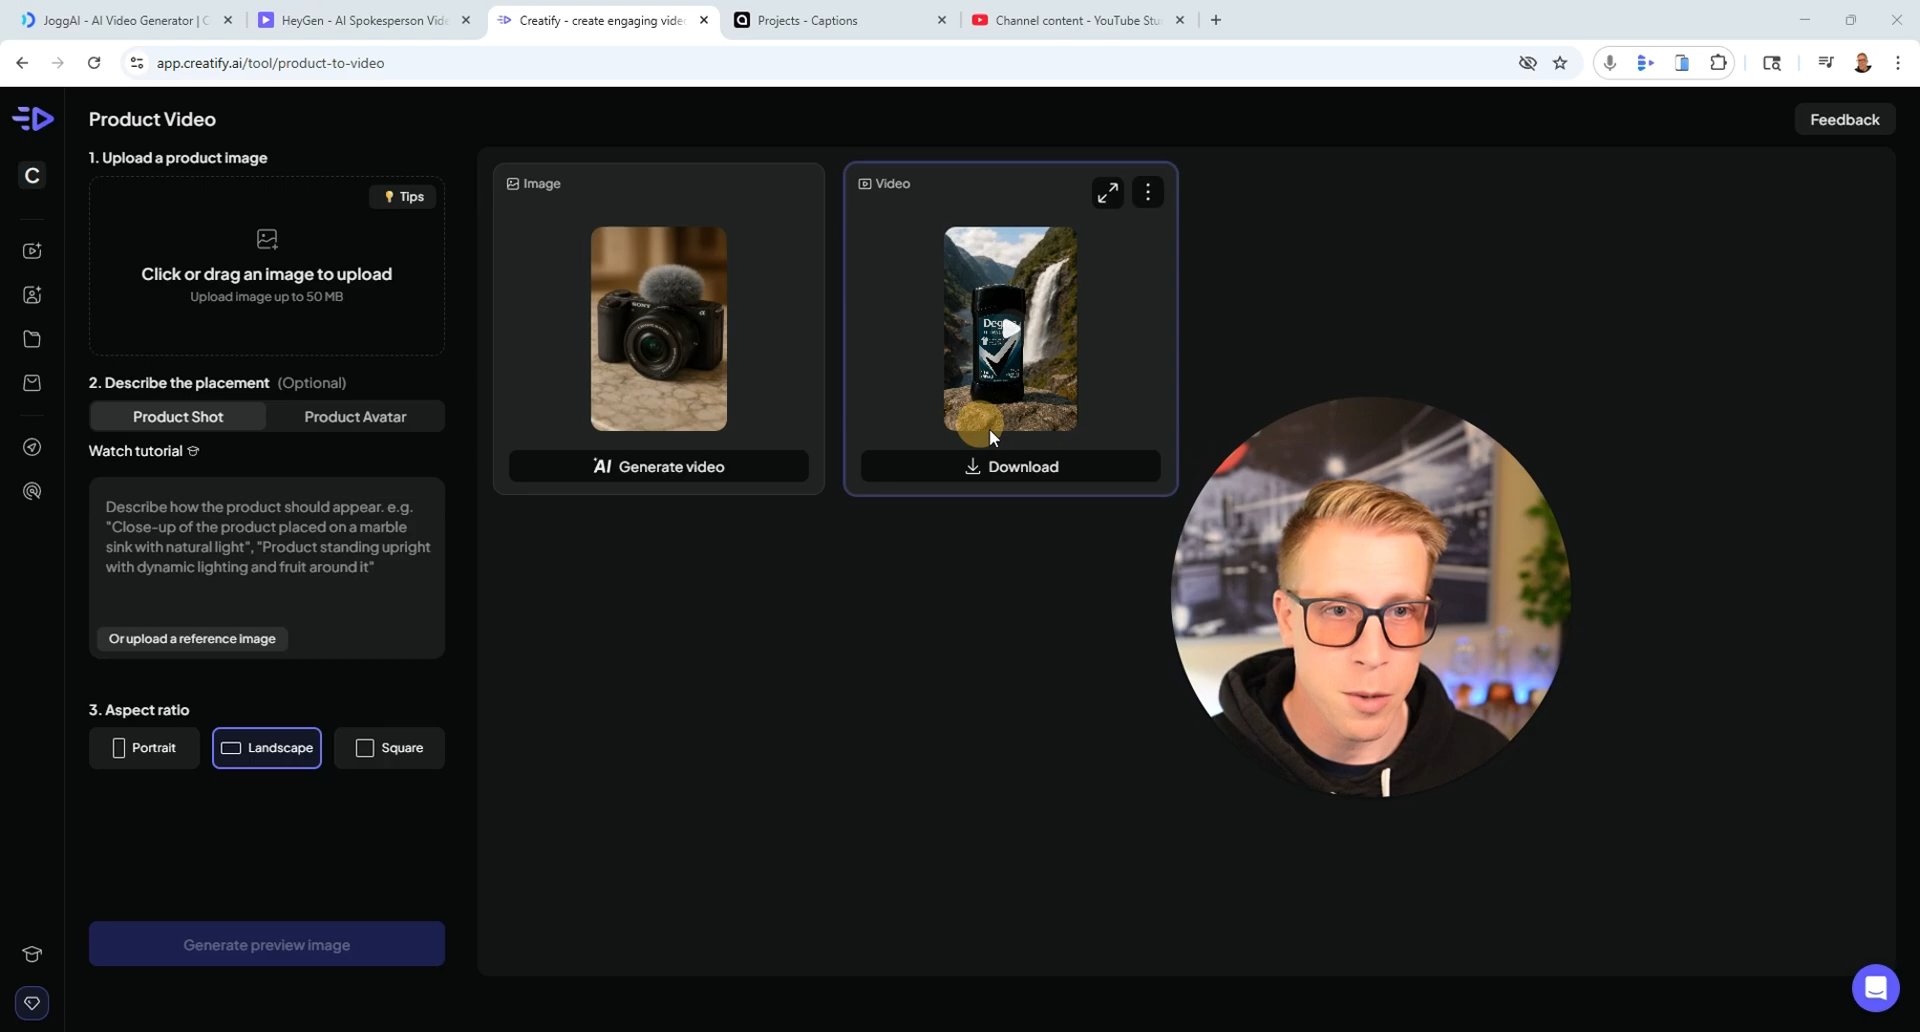 JoggAI - AI Video Generator | C
HeyGen - AI Spokesperson Vide
Creatify - create engaging vide
Projects - Captions
Channel content - YouTube Stu
app.creatify.ai/tool/product-to-video
Product Video
Feedback
1. Upload a product image
Tips
Click or drag an image to upload
Upload image up to 50 MB
2. Describe the placement (Optional)
Product Shot
Product Avatar
Watch tutorial
Describe how the product should appear. e.g.
"Close-up of the product placed on a marble
sink with natural light", "Product standing upright
with dynamic lighting and fruit around it"
Or upload a reference image
3. Aspect ratio
Portrait
Landscape
Square
Generate preview image
C
Image
SONY
α
AI Generate video
Video
Download